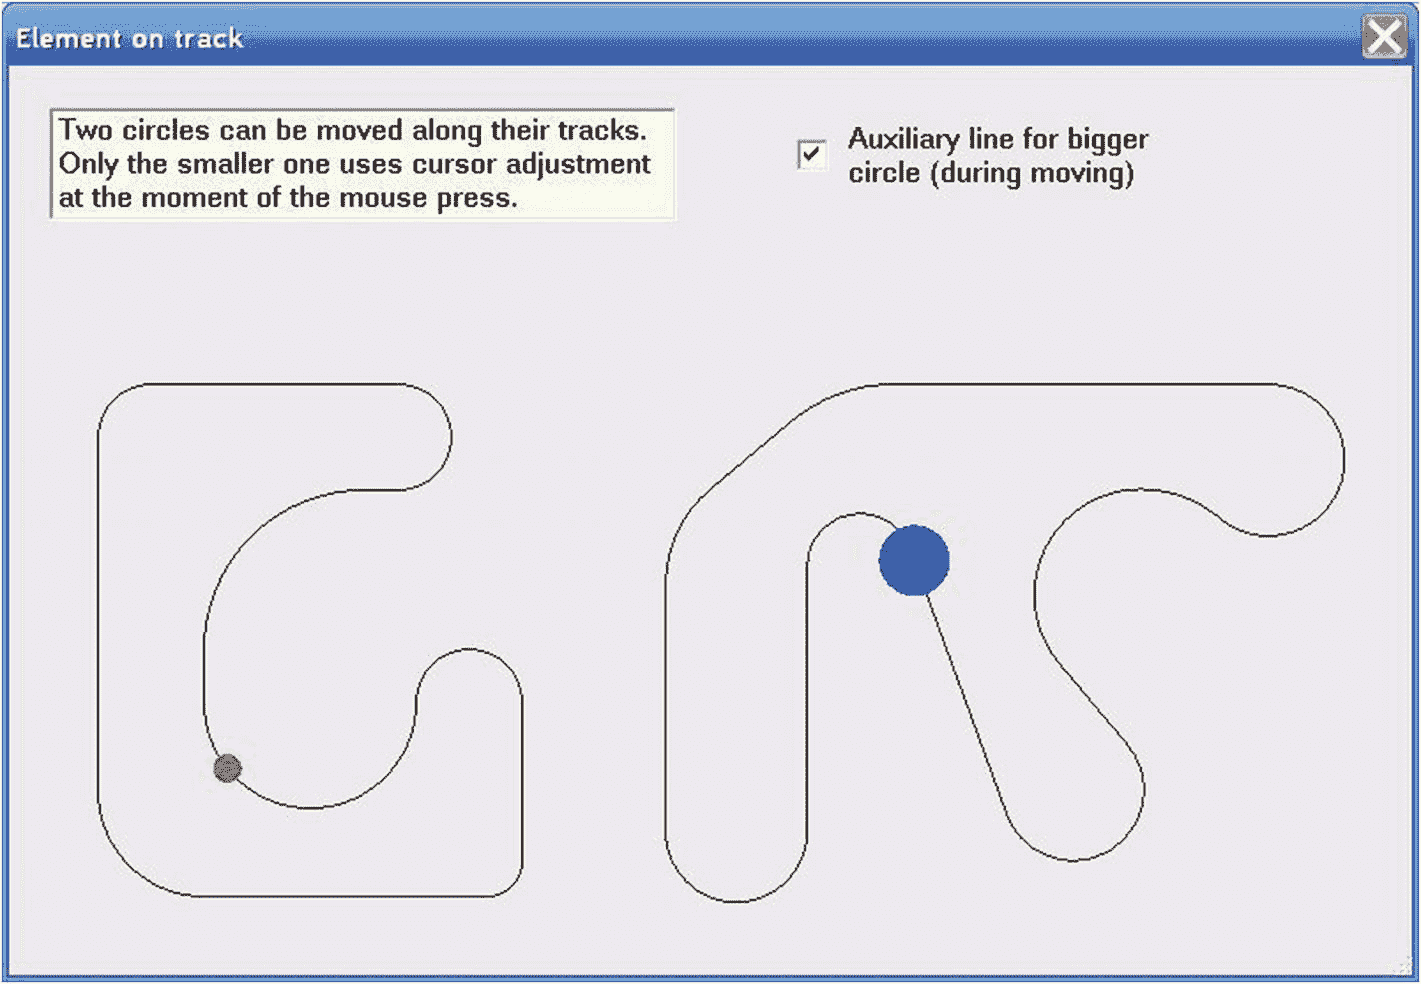 Element on track
Two circles can be moved along their tracks.
Only the smaller one uses cursor adjustment
at the moment of the mouse press.
Auxiliary line for bigger
circle (during moving)